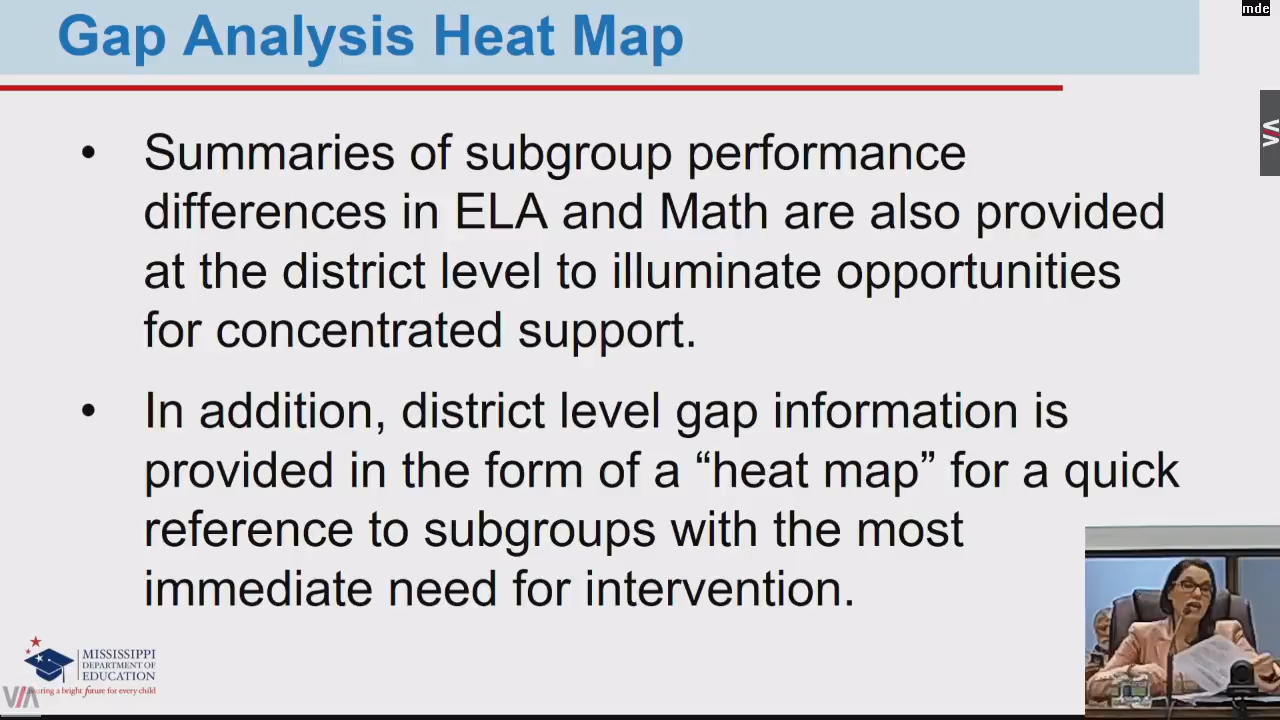 mde
Gap Analysis Heat Map
• Summaries of subgroup performance
differences in ELA and Math are also provided
at the district level to illuminate opportunities
for concentrated support.
• In addition, district level gap information is
provided in the form of a “heat map” for a quick
reference to subgroups with the most
immediate need for intervention.
MISSISSIPPI
DEPARTMENT OF
EDUCATION
uring a bright future for every child
VIA
VIA